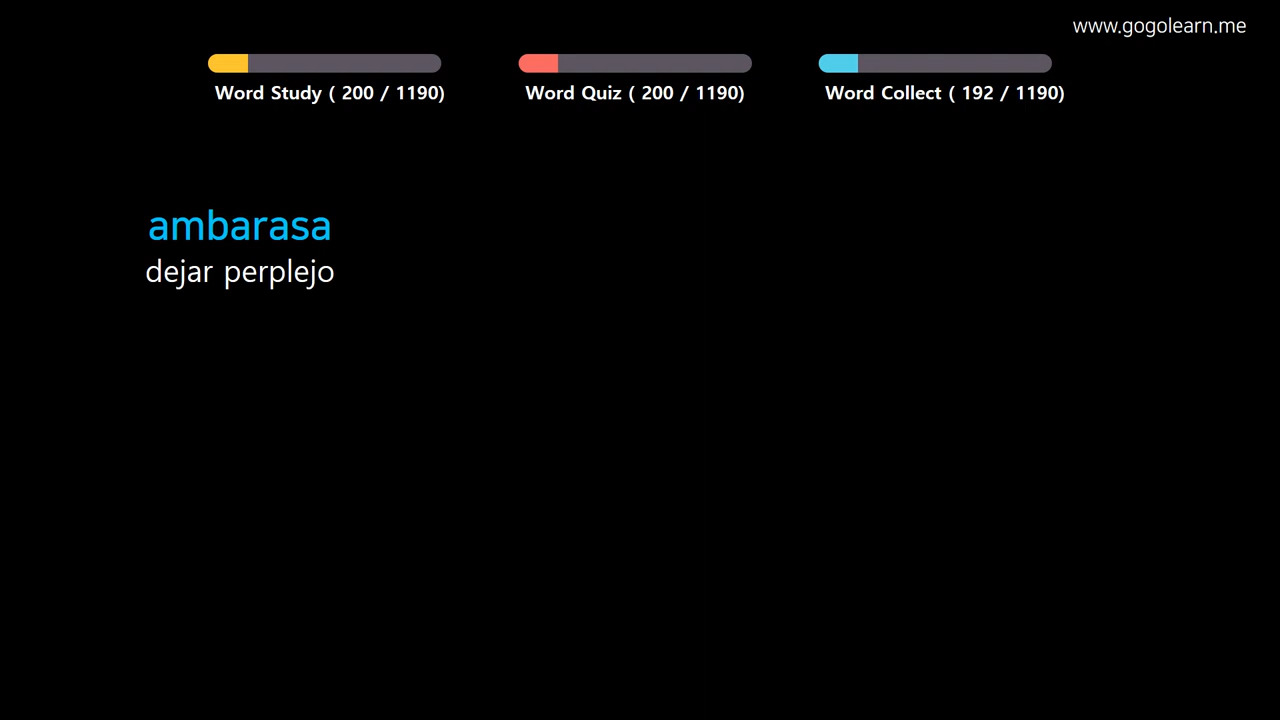 www.gogolearn.me
Word Study ( 200 / 1190)
Word Quiz ( 200 / 1190)
Word Collect ( 192 / 1190)
ambarasa
dejar perplejo